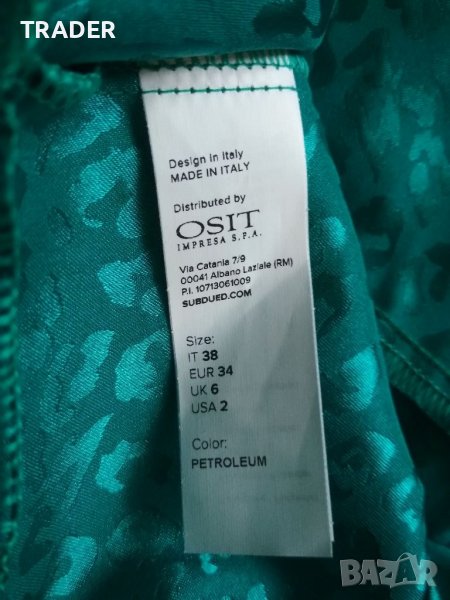 TRADER
Design in Italy
MADE IN ITALY
Distributed by
OSIT
IMPRESA S.P.A.
Via Catania 7/9
00041 Albano Laziale (RM)
P.I. 10713061009
SUBDUED.COM
Size:
IT 38
EUR 34
UK 6
USA 2
Color:
PETROLEUM
BAZAR